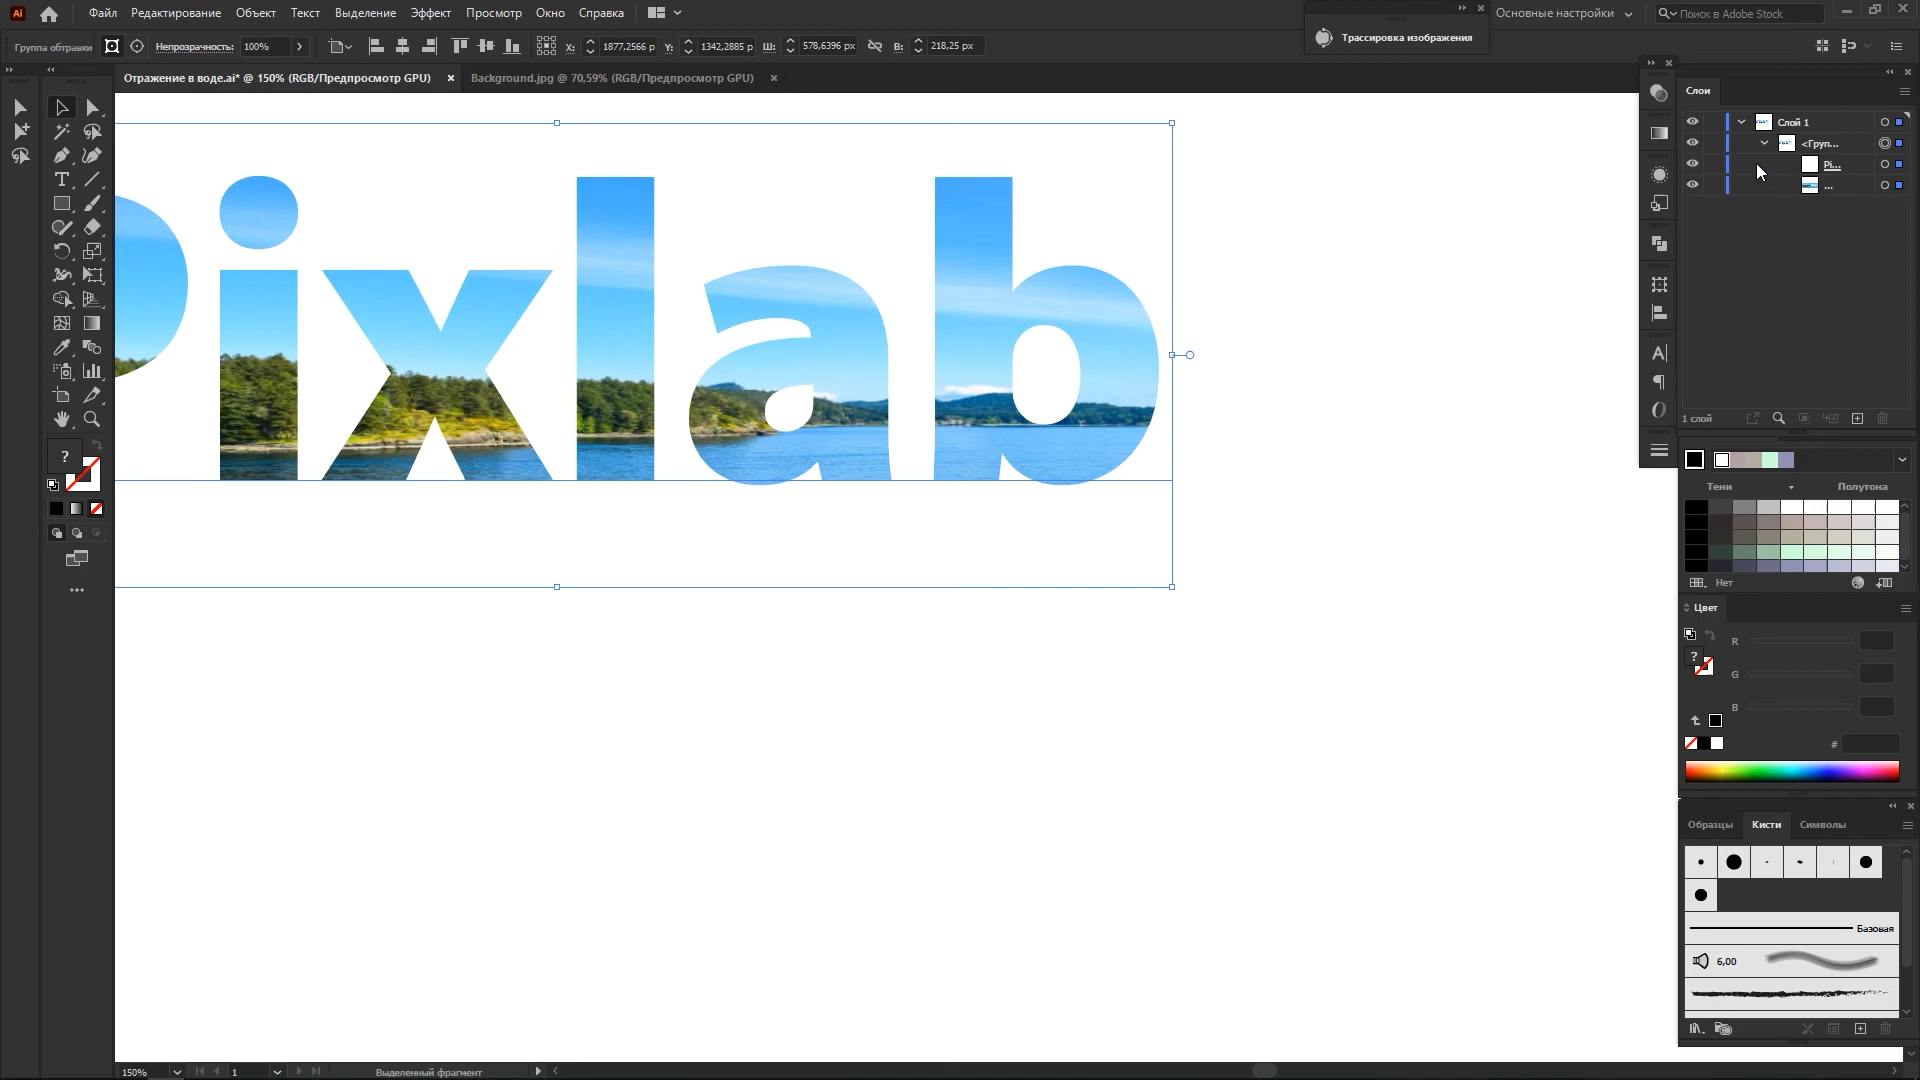 Ai
Файл
Редактирование
Объект
Текст
Выделение
Эффект
Просмотр
Окно
Справка
Основные настройки
Поиск в Adobe Stock
Трассировка изображения
Группа обтравки
Непрозрачность:
100%
X:
1877,2566 p
Y:
1342,2885 p
Ш:
578,6396 px
В:
218,25 px
Отражение в воде.ai* @ 150% (RGB/Предпросмотр GPU)
Background.jpg @ 70,59% (RGB/Предпросмотр GPU)
Слои
Слой 1
<Груп...
Pi...
...
Pixlab
1 слой
Тени
Полутона
Нет
Цвет
R
G
B
#
Образцы
Кисти
Символы
Базовая
6,00
150%
1
Выделенный фрагмент